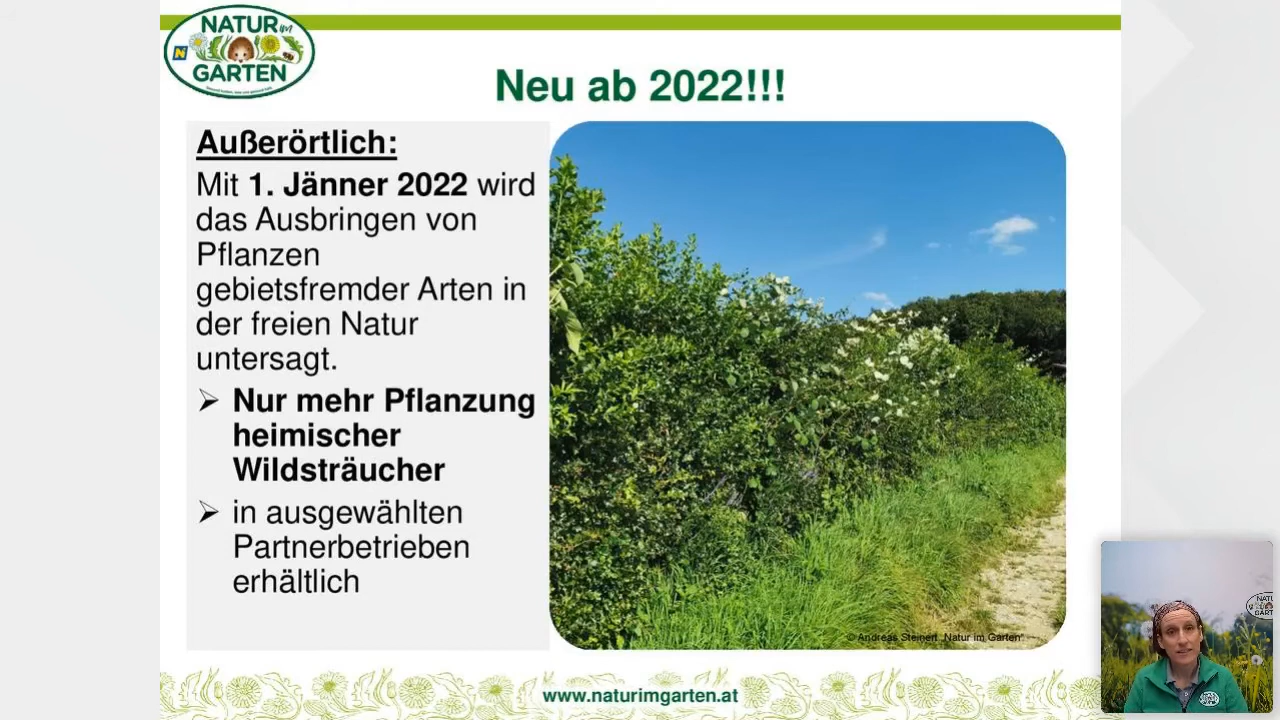 NATUR im
GARTEN
Neu ab 2022!!!
Außerörtlich:
Mit 1. Jänner 2022 wird
das Ausbringen von
Pflanzen
gebietsfremder Arten in
der freien Natur
untersagt.
Nur mehr Pflanzung
heimischer
Wildsträucher
in ausgewählten
Partnerbetrieben
erhältlich
© Andreas Steinert „Natur im Garten“
www.naturimgarten.at